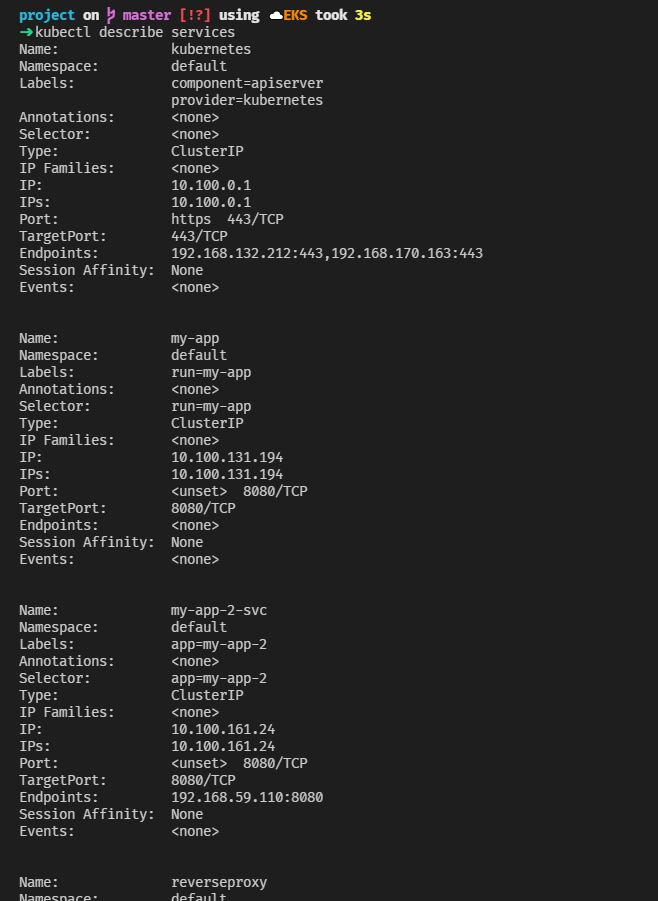 project on master [!?] using EKS took 3s
➜kubectl describe services
Name: kubernetes
Namespace: default
Labels: component=apiserver
provider=kubernetes
Annotations: <none>
Selector: <none>
Type: ClusterIP
IP Families: <none>
IP: 10.100.0.1
IPs: 10.100.0.1
Port: https 443/TCP
TargetPort: 443/TCP
Endpoints: 192.168.132.212:443,192.168.170.163:443
Session Affinity: None
Events: <none>
Name: my-app
Namespace: default
Labels: run=my-app
Annotations: <none>
Selector: run=my-app
Type: ClusterIP
IP Families: <none>
IP: 10.100.131.194
IPs: 10.100.131.194
Port: <unset> 8080/TCP
TargetPort: 8080/TCP
Endpoints: <none>
Session Affinity: None
Events: <none>
Name: my-app-2-svc
Namespace: default
Labels: app=my-app-2
Annotations: <none>
Selector: app=my-app-2
Type: ClusterIP
IP Families: <none>
IP: 10.100.161.24
IPs: 10.100.161.24
Port: <unset> 8080/TCP
TargetPort: 8080/TCP
Endpoints: 192.168.59.110:8080
Session Affinity: None
Events: <none>
Name: reverseproxy
Namespace: default